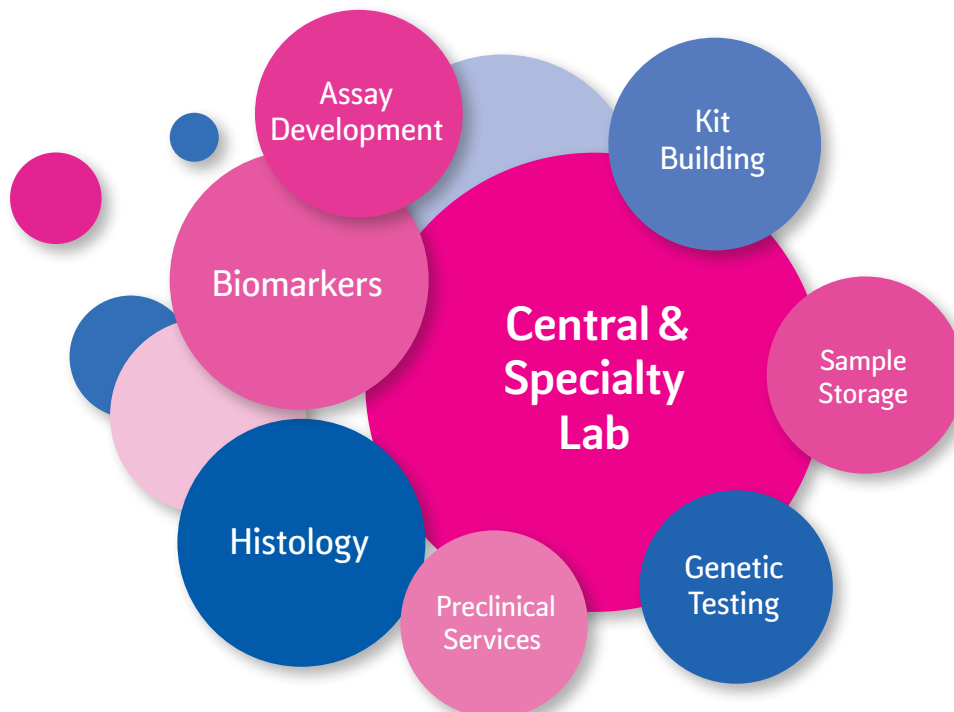 Assay
Development
Kit
Building
Biomarkers
Central &
Specialty
Lab
Sample
Storage
Histology
Genetic
Testing
Preclinical
Services